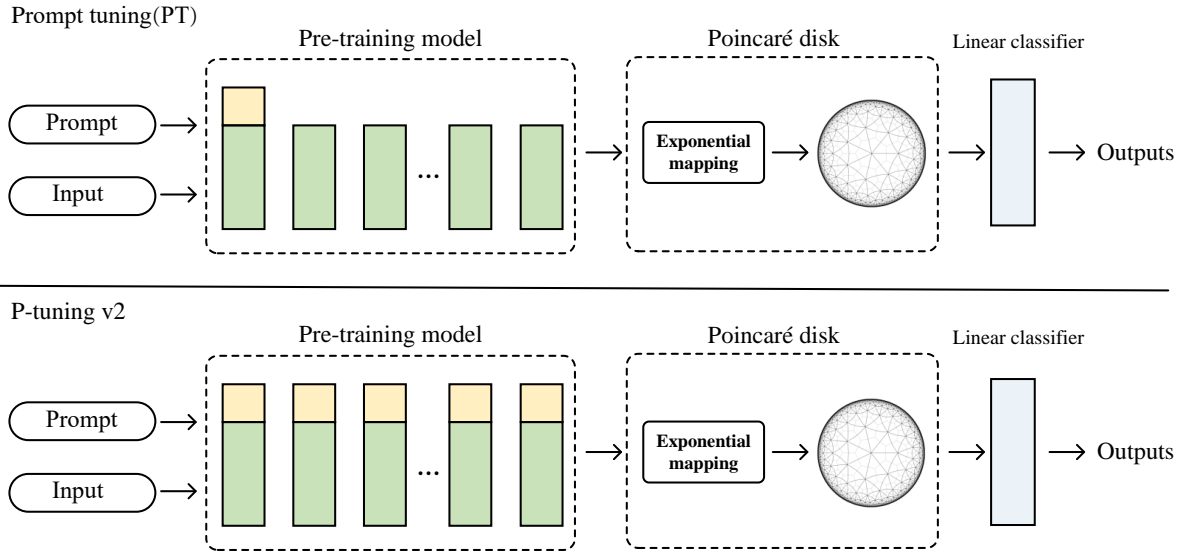 Prompt tuning(PT)
Pre-training model
Poincaré disk
Linear classifier
Prompt
Input
...
Exponential
mapping
Outputs
P-tuning v2
Pre-training model
Poincaré disk
Linear classifier
Prompt
Input
...
Exponential
mapping
Outputs